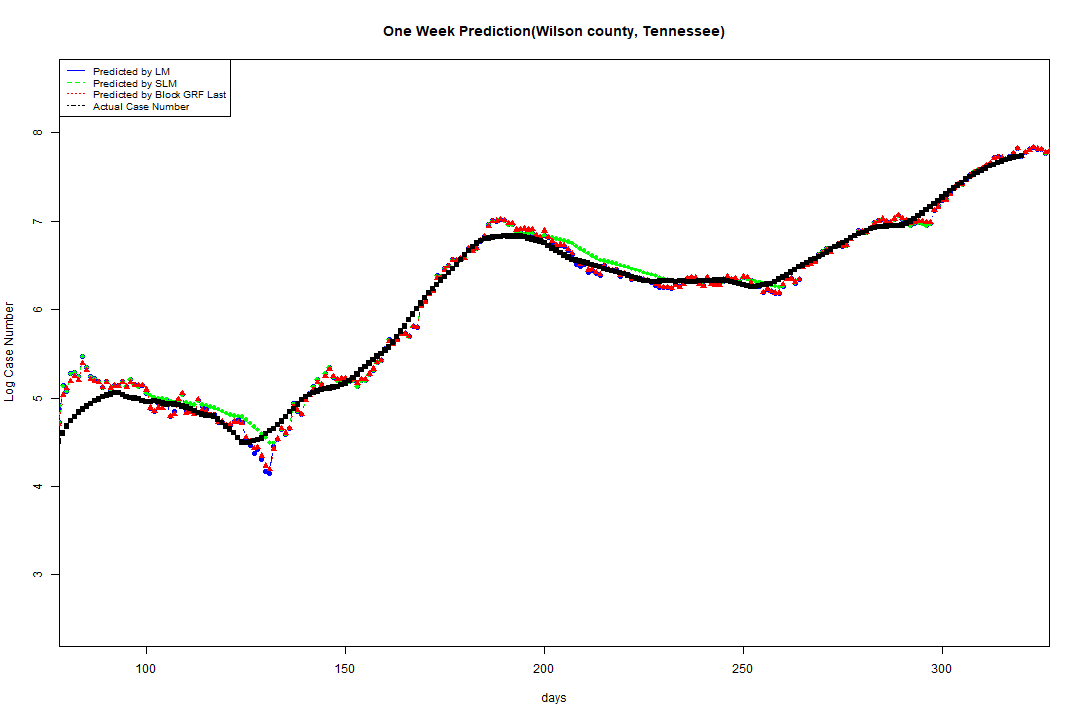 One Week Prediction(Wilson county, Tennessee)
Predicted by LM
Predicted by SLM
Predicted by Block GRF Last
Actual Case Number
8
7
6
5
4
3
Log Case Number
100 150 200 250 300
days